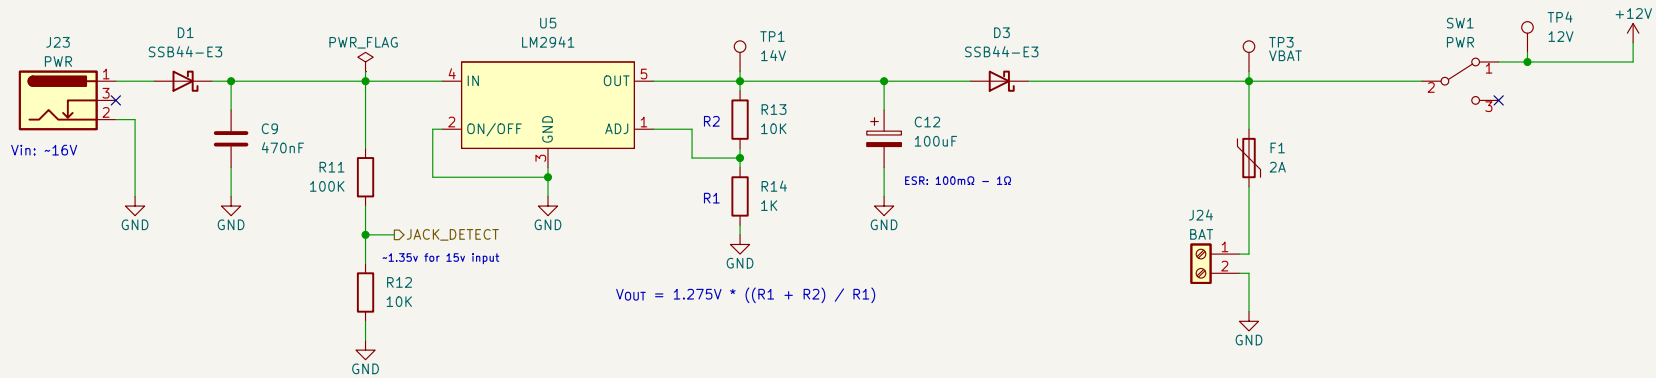 J23
PWR
1
3
2
Vin: ~16V
GND
D1
SSB44-E3
C9
470nF
GND
PWR_FLAG
R11
100K
JACK_DETECT
~1.35v for 15v input
R12
10K
GND
U5
LM2941
4
IN
OUT
5
2
ON/OFF
GND
ADJ
1
3
GND
TP1
14V
R2
R13
10K
R1
R14
1K
GND
VOUT = 1.275V * ((R1 + R2) / R1)
C12
100uF
ESR: 100mΩ - 1Ω
GND
D3
SSB44-E3
TP3
VBAT
F1
2A
J24
BAT
1
2
GND
SW1
PWR
2
1
3
TP4
12V
+12V